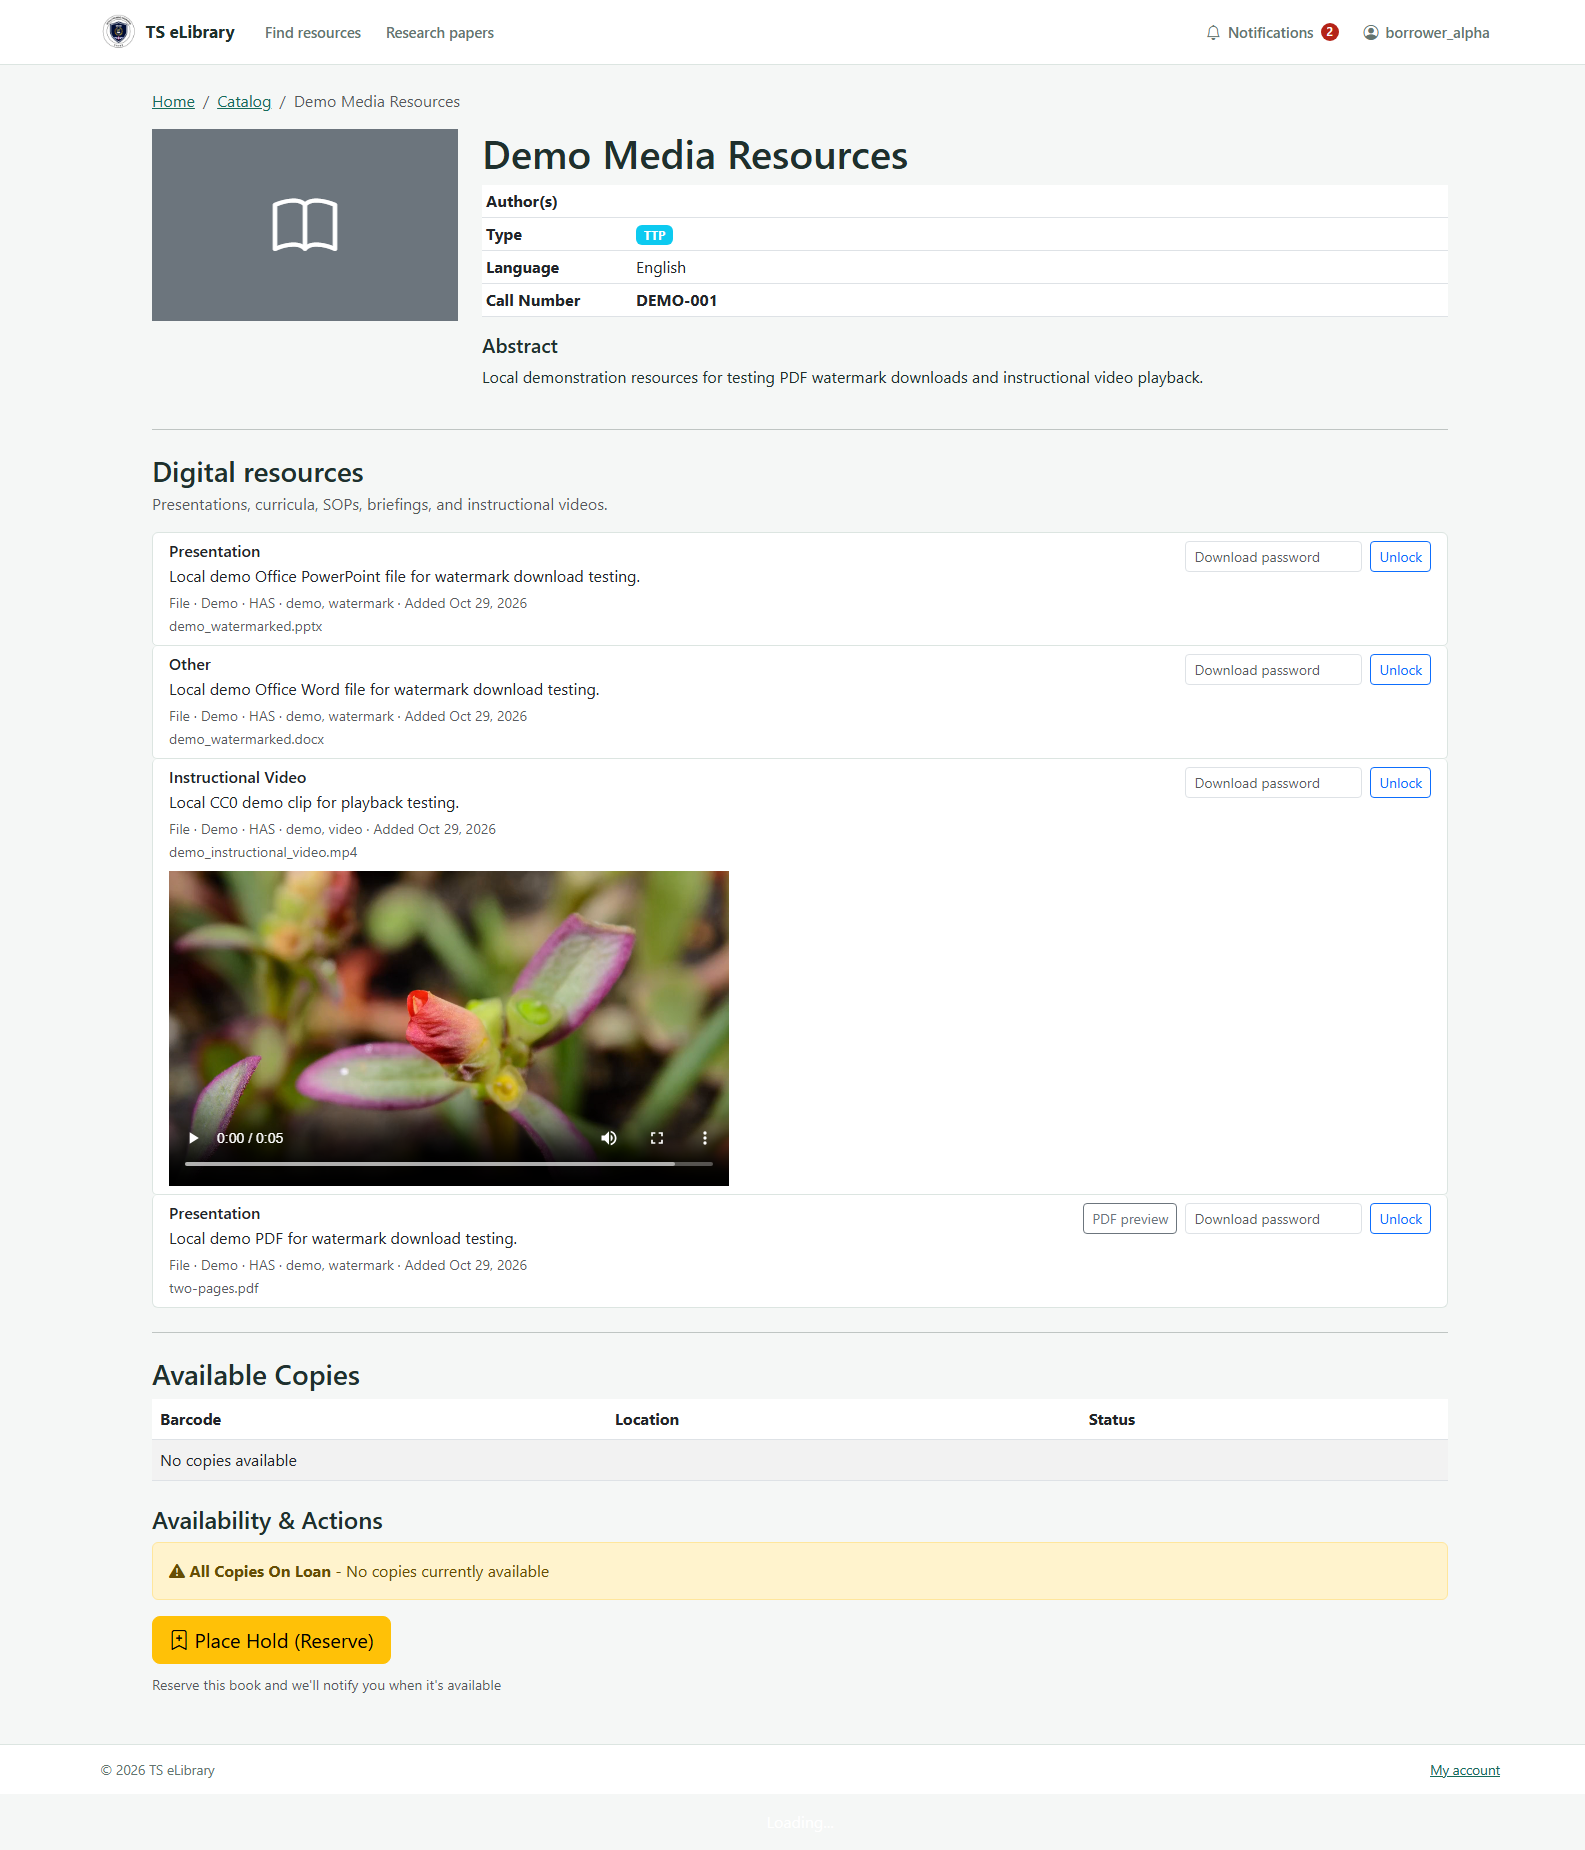 TS eLibrary
Find resources
Research papers
Notifications 2
borrower_alpha
Home / Catalog / Demo Media Resources
Demo Media Resources
Author(s)
Type TTP
Language English
Call Number DEMO-001
Abstract
Local demonstration resources for testing PDF watermark downloads and instructional video playback.
Digital resources
Presentations, curricula, SOPs, briefings, and instructional videos.
Presentation
Download password Unlock
Local demo Office PowerPoint file for watermark download testing.
File · Demo · HAS · demo, watermark · Added Oct 29, 2026
demo_watermarked.pptx
Other
Download password Unlock
Local demo Office Word file for watermark download testing.
File · Demo · HAS · demo, watermark · Added Oct 29, 2026
demo_watermarked.docx
Instructional Video
Download password Unlock
Local CC0 demo clip for playback testing.
File · Demo · HAS · demo, video · Added Oct 29, 2026
demo_instructional_video.mp4
0:00 / 0:05
Presentation
PDF preview Download password Unlock
Local demo PDF for watermark download testing.
File · Demo · HAS · demo, watermark · Added Oct 29, 2026
two-pages.pdf
Available Copies
Barcode Location Status
No copies available
Availability & Actions
All Copies On Loan - No copies currently available
Place Hold (Reserve)
Reserve this book and we'll notify you when it's available
© 2026 TS eLibrary
My account
Loading...